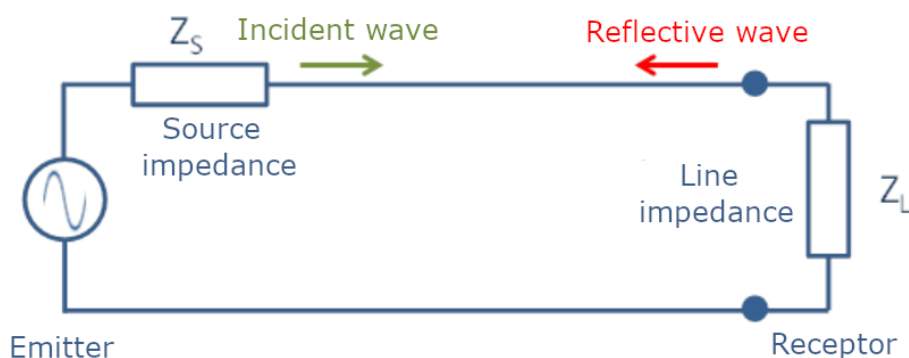 Z_S
Incident wave
Reflective wave
Source
impedance
Line
impedance
Z_L
Emitter
Receptor